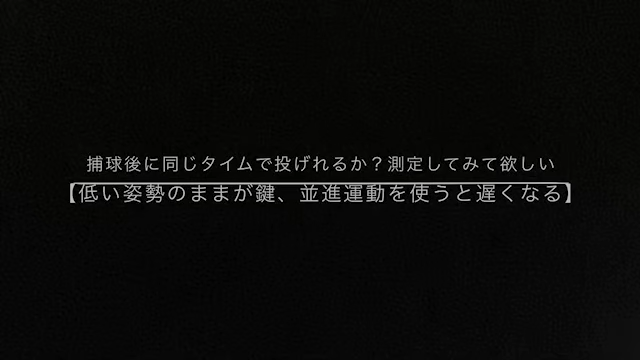 捕球後に同じタイムで投げれるか？測定してみて欲しい
【低い姿勢のままが鍵、並進運動を使うと遅くなる】